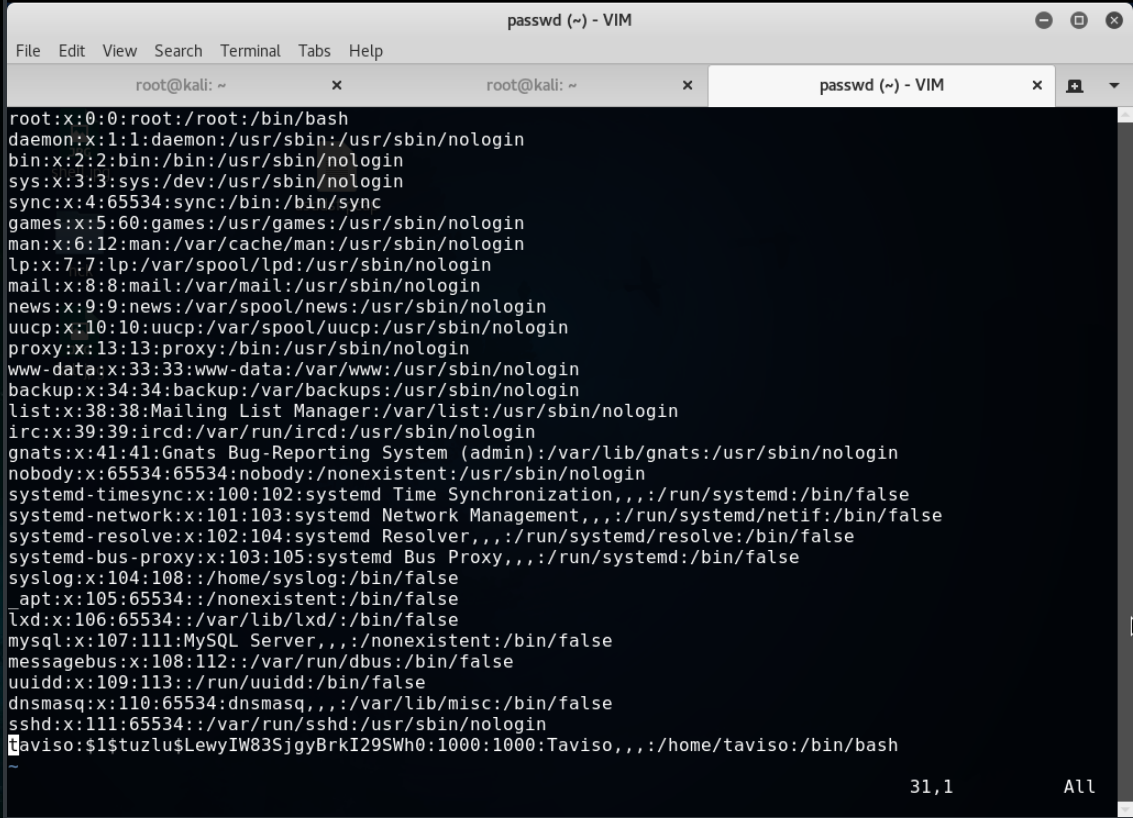 passwd (~) - VIM
File Edit View Search Terminal Tabs Help
root@kali: ~ root@kali: ~ passwd (~) - VIM
root:x:0:0:root:/root:/bin/bash
daemon:x:1:1:daemon:/usr/sbin:/usr/sbin/nologin
bin:x:2:2:bin:/bin:/usr/sbin/nologin
sys:x:3:3:sys:/dev:/usr/sbin/nologin
sync:x:4:65534:sync:/bin:/bin/sync
games:x:5:60:games:/usr/games:/usr/sbin/nologin
man:x:6:12:man:/var/cache/man:/usr/sbin/nologin
lp:x:7:7:lp:/var/spool/lpd:/usr/sbin/nologin
mail:x:8:8:mail:/var/mail:/usr/sbin/nologin
news:x:9:9:news:/var/spool/news:/usr/sbin/nologin
uucp:x:10:10:uucp:/var/spool/uucp:/usr/sbin/nologin
proxy:x:13:13:proxy:/bin:/usr/sbin/nologin
www-data:x:33:33:www-data:/var/www:/usr/sbin/nologin
backup:x:34:34:backup:/var/backups:/usr/sbin/nologin
list:x:38:38:Mailing List Manager:/var/list:/usr/sbin/nologin
irc:x:39:39:ircd:/var/run/ircd:/usr/sbin/nologin
gnats:x:41:41:Gnats Bug-Reporting System (admin):/var/lib/gnats:/usr/sbin/nologin
nobody:x:65534:65534:nobody:/nonexistent:/usr/sbin/nologin
systemd-timesync:x:100:102:systemd Time Synchronization,,,:/run/systemd:/bin/false
systemd-network:x:101:103:systemd Network Management,,,:/run/systemd/netif:/bin/false
systemd-resolve:x:102:104:systemd Resolver,,,:/run/systemd/resolve:/bin/false
systemd-bus-proxy:x:103:105:systemd Bus Proxy,,,:/run/systemd:/bin/false
syslog:x:104:108::/home/syslog:/bin/false
_apt:x:105:65534::/nonexistent:/bin/false
lxd:x:106:65534::/var/lib/lxd/:/bin/false
mysql:x:107:111:MySQL Server,,,:/nonexistent:/bin/false
messagebus:x:108:112::/var/run/dbus:/bin/false
uuidd:x:109:113::/run/uuidd:/bin/false
dnsmasq:x:110:65534:dnsmasq,,,:/var/lib/misc:/bin/false
sshd:x:111:65534::/var/run/sshd:/usr/sbin/nologin
taviso:$1$tuzlu$LewyIW83SjgyBrkI29SWh0:1000:1000:Taviso,,,:/home/taviso:/bin/bash
~
31,1 All